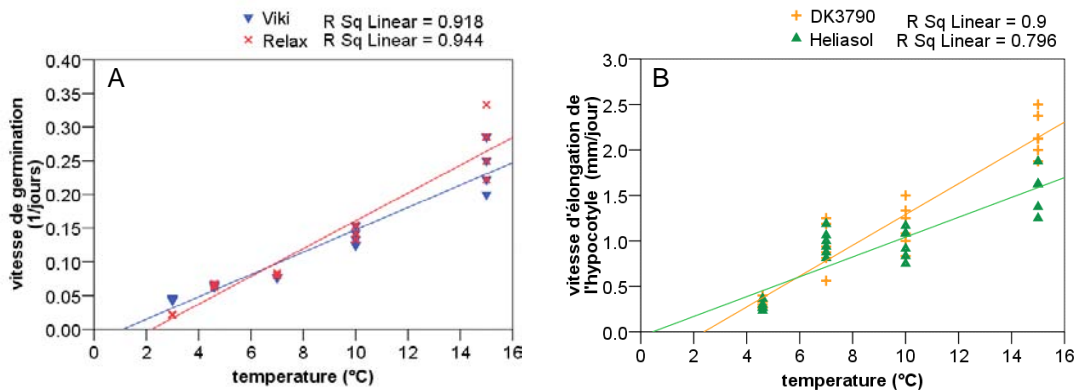 Viki R Sq Linear = 0.918
Relax R Sq Linear = 0.944
A
0.40
0.35
0.30
0.25
0.20
0.15
0.10
0.05
0.00
vitesse de germination
(1/jours)
0 2 4 6 8 10 12 14 16
temperature (°C)
DK3790 R Sq Linear = 0.9
Heliasol R Sq Linear = 0.796
B
3.0
2.5
2.0
1.5
1.0
0.5
0.0
vitesse d'élongation de
l'hypocotyle (mm/jour)
0 2 4 6 8 10 12 14 16
temperature (°C)